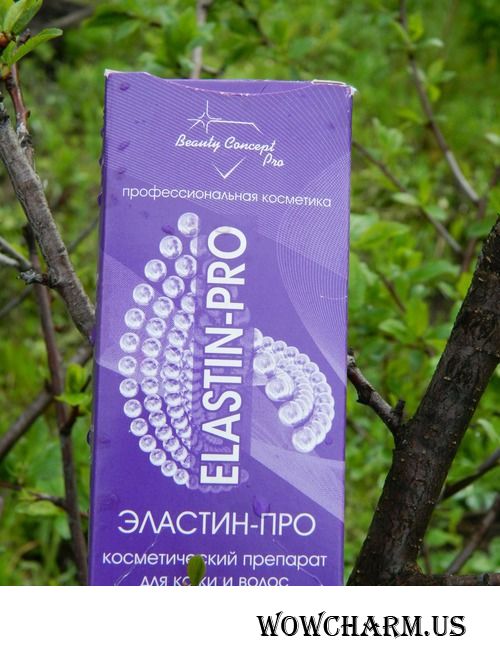 Beauty Concept
Pro
профессиональная косметика
ELASTIN-PRO
ЭЛАСТИН-ПРО
косметический препарат
для кожи и волос
WOWCHARM.US